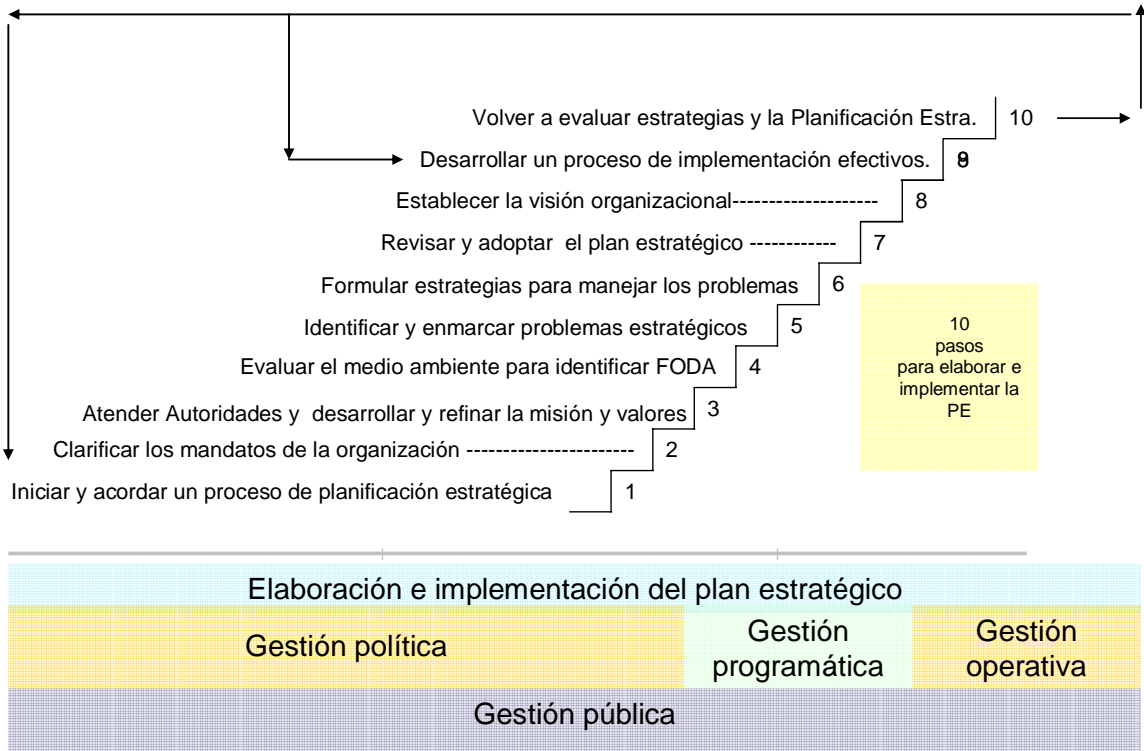 Volver a evaluar estrategias y la Planificación Estra. 10
Desarrollar un proceso de implementación efectivos. 9
Establecer la visión organizacional-------------------- 8
Revisar y adoptar el plan estratégico ------------ 7
Formular estrategias para manejar los problemas 6
Identificar y enmarcar problemas estratégicos 5
Evaluar el medio ambiente para identificar FODA 4
Atender Autoridades y desarrollar y refinar la misión y valores 3
Clarificar los mandatos de la organización ----------------------- 2
Iniciar y acordar un proceso de planificación estratégica 1
10
pasos
para elaborar e
implementar la
PE
Elaboración e implementación del plan estratégico
Gestión política
Gestión
programática
Gestión
operativa
Gestión pública